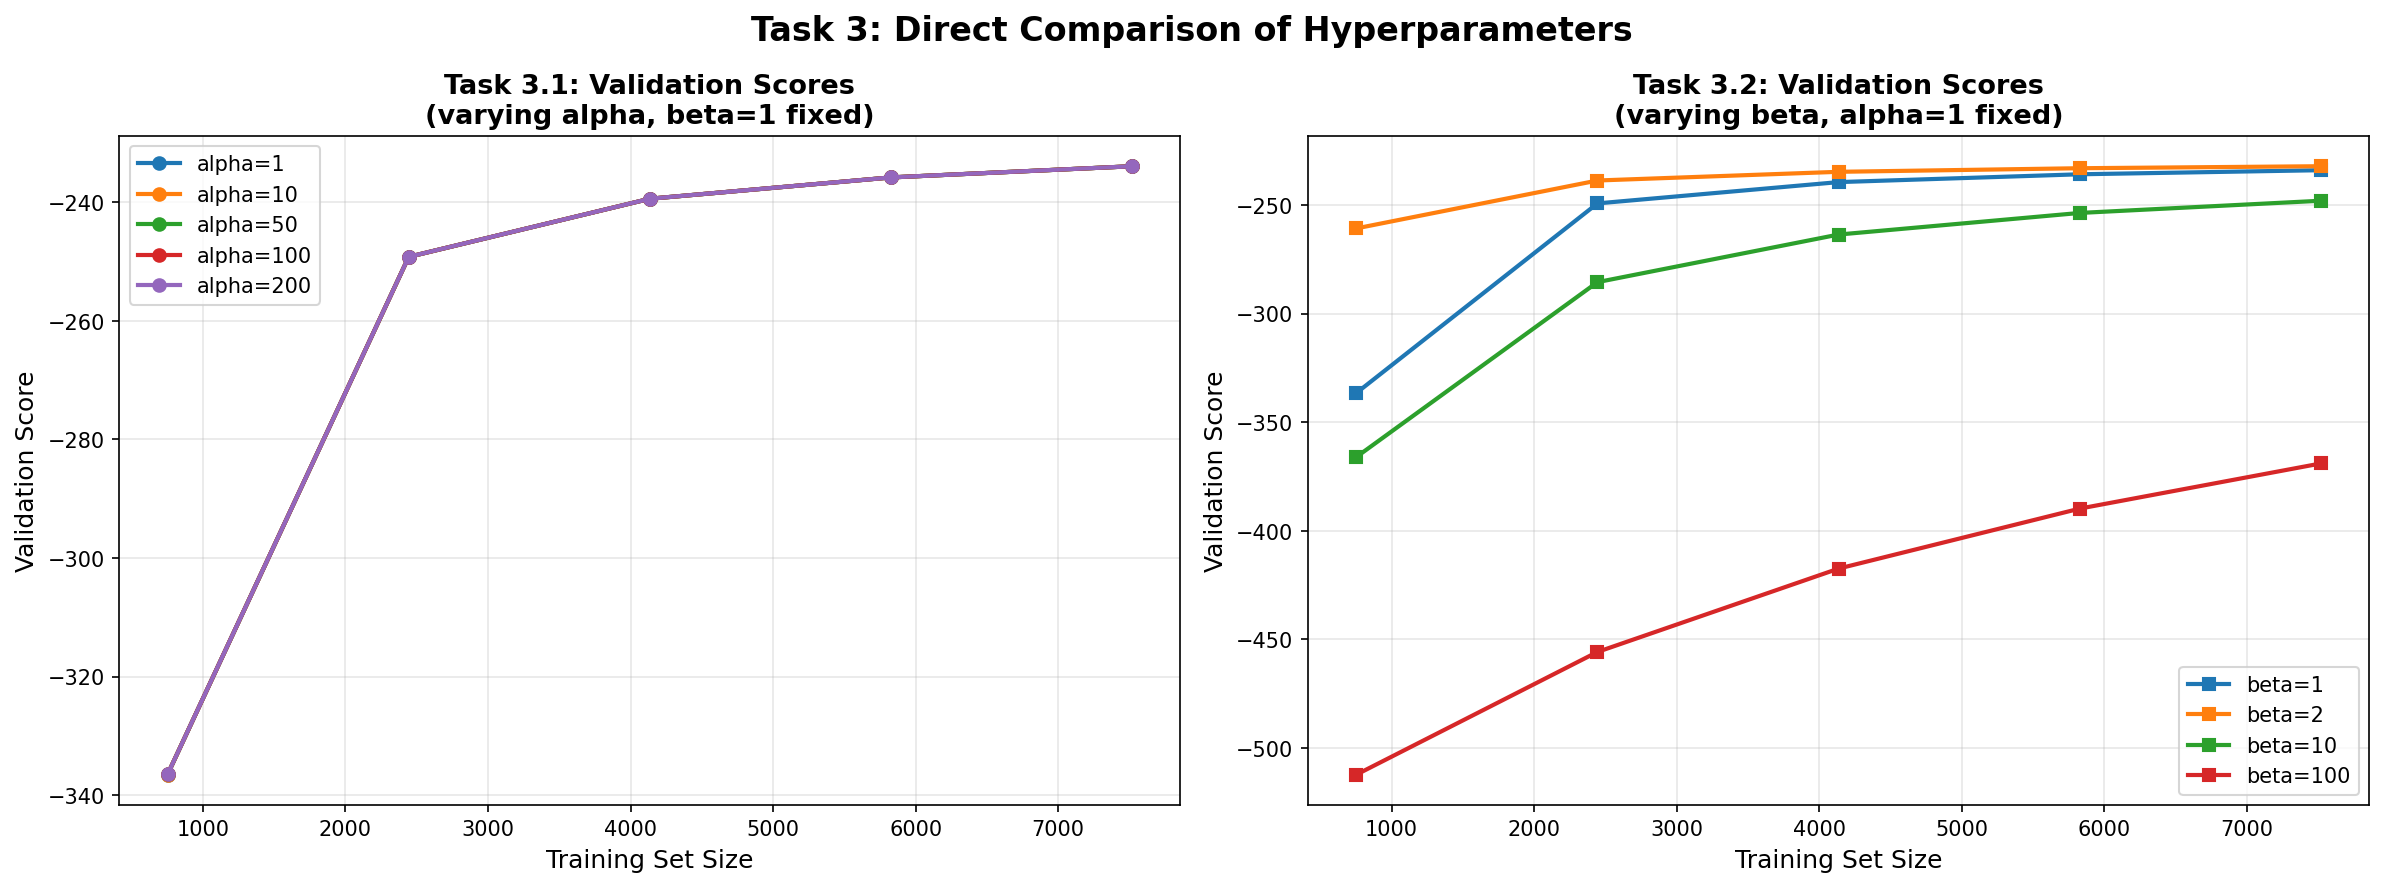 Task 3: Direct Comparison of Hyperparameters
Task 3.1: Validation Scores
(varying alpha, beta=1 fixed)
alpha=1
alpha=10
alpha=50
alpha=100
alpha=200
−240
−260
−280
−300
−320
−340
Validation Score
1000 2000 3000 4000 5000 6000 7000
Training Set Size
Task 3.2: Validation Scores
(varying beta, alpha=1 fixed)
−250
−300
−350
−400
−450
−500
Validation Score
beta=1
beta=2
beta=10
beta=100
1000 2000 3000 4000 5000 6000 7000
Training Set Size